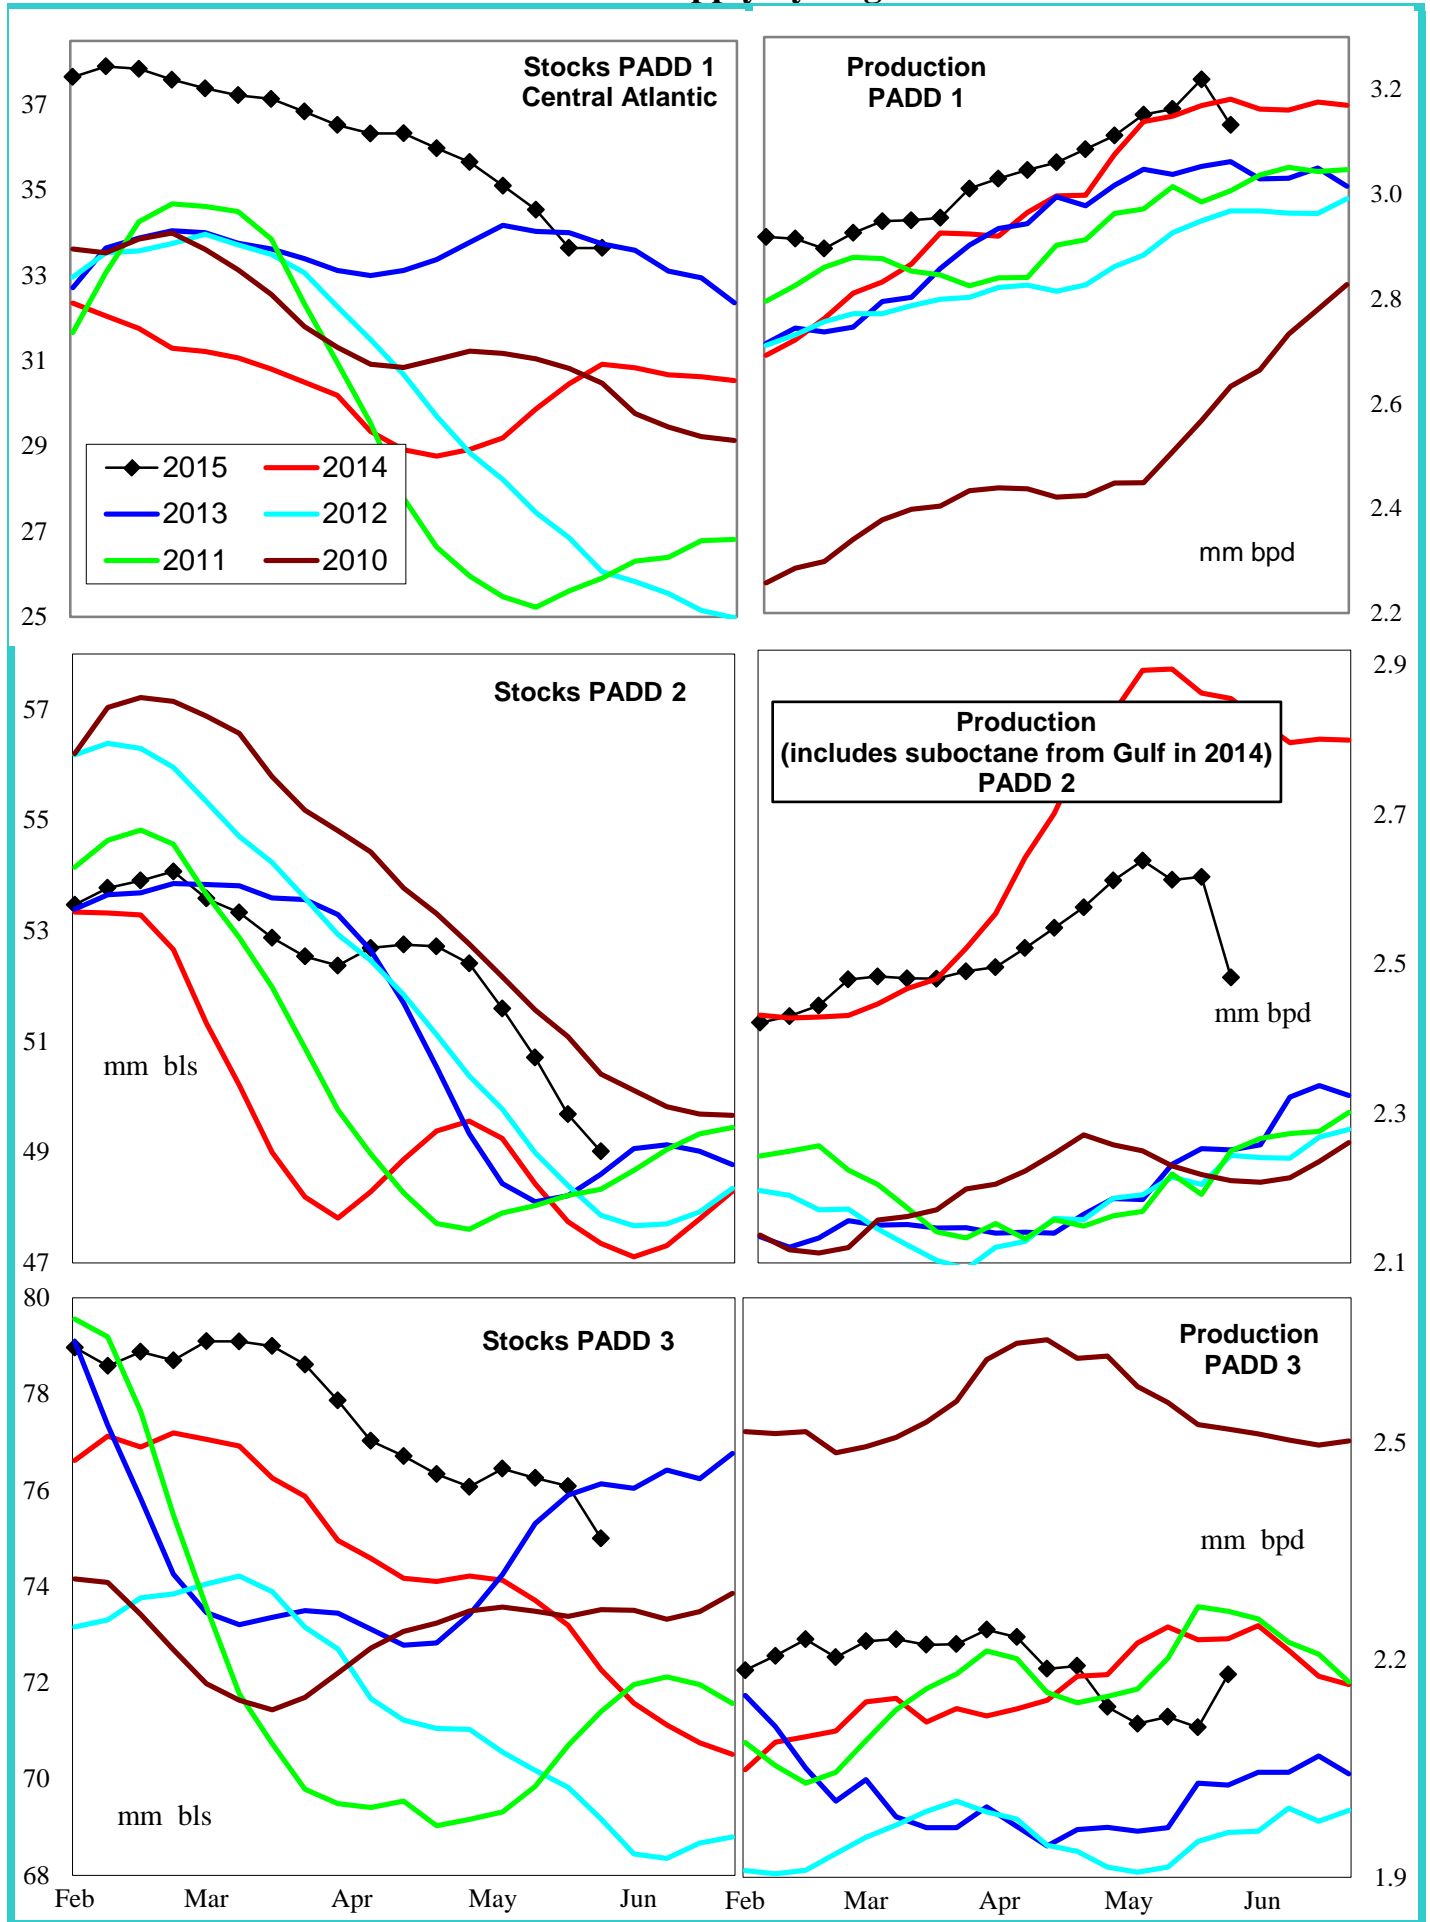 Stocks PADD 1
Central Atlantic
37
35
33
31
29
27
25
2015
2014
2013
2012
2011
2010
Production
PADD 1
mm bpd
3.2
3.0
2.8
2.6
2.4
2.2
Stocks PADD 2
57
55
53
51
49
47
mm bls
Production
(includes suboctane from Gulf in 2014)
PADD 2
mm bpd
2.9
2.7
2.5
2.3
2.1
Stocks PADD 3
80
78
76
74
72
70
68
mm bls
Feb Mar Apr May Jun
Production
PADD 3
mm bpd
2.5
2.2
1.9
Feb Mar Apr May Jun